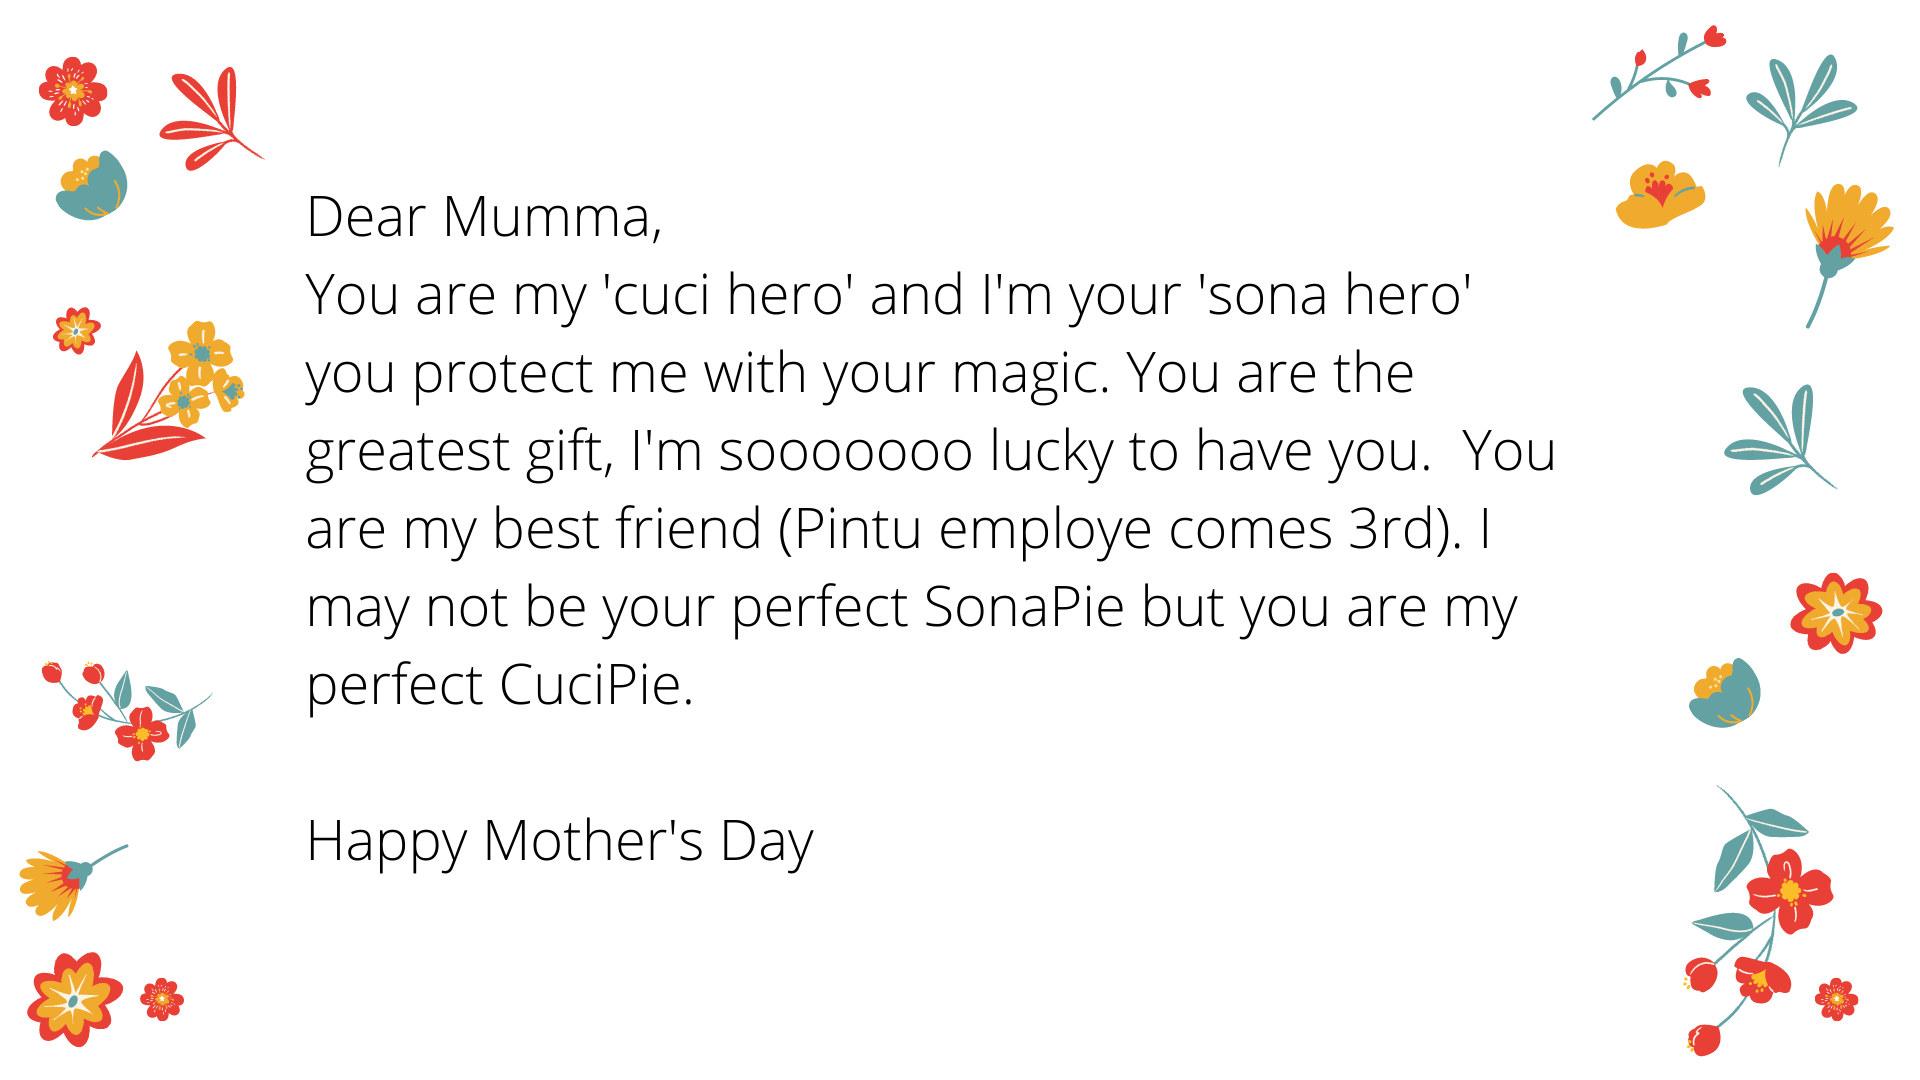 Dear Mumma,
You are my 'cuci hero' and I'm your 'sona hero'
you protect me with your magic. You are the
greatest gift, I'm sooooooo lucky to have you.  You
are my best friend (Pintu employe comes 3rd). I
may not be your perfect SonaPie but you are my
perfect CuciPie.
Happy Mother's Day